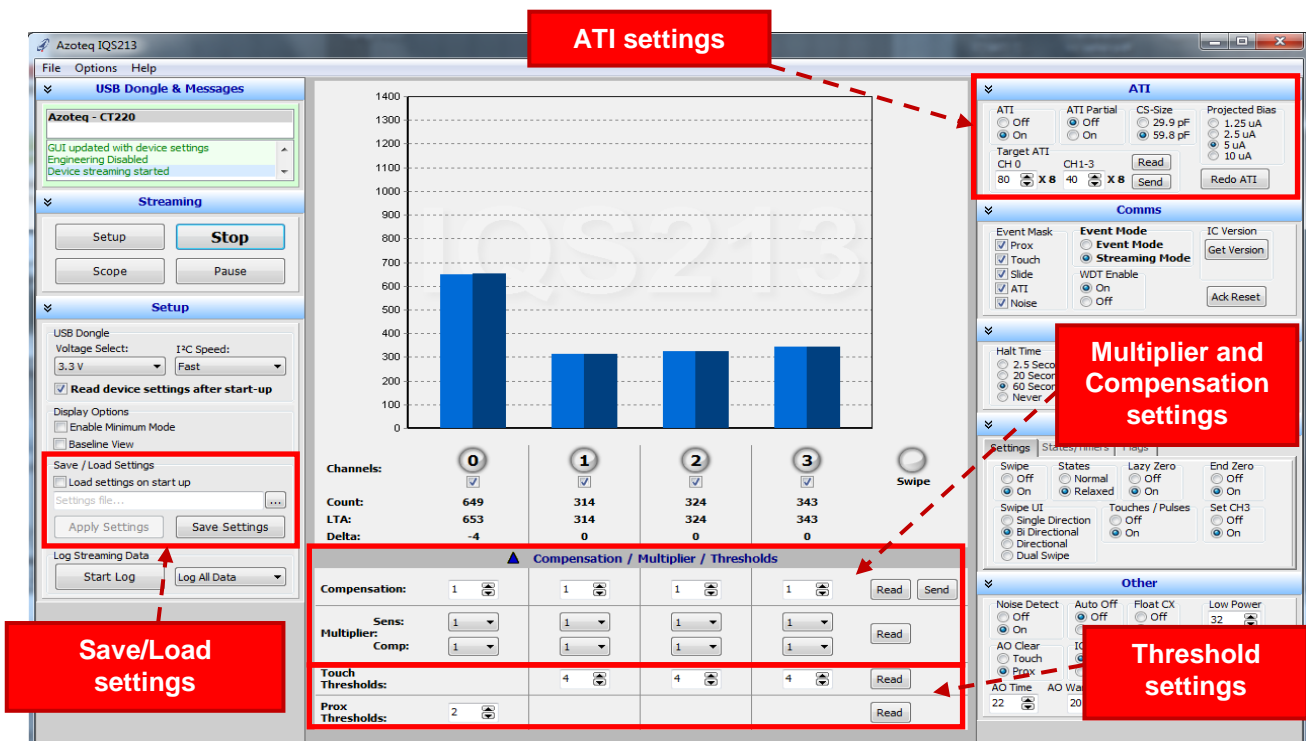 ATI settings
Azoteq IQS213
File Options Help
USB Dongle & Messages
Azoteq - CT220
GUI updated with device settings
Engineering Disabled
Device streaming started
Streaming
Setup Stop
Scope Pause
Setup
USB Dongle
Voltage Select: I²C Speed:
3.3 V Fast
Read device settings after start-up
Display Options
Enable Minimum Mode
Baseline View
Save / Load Settings
Load settings on start up
Settings file... ...
Apply Settings Save Settings
Log Streaming Data
Start Log Log All Data
Save/Load
settings
IQS213
1400
1300
1200
1100
1000
900
800
700
600
500
400
300
200
100
0
Channels: 0 1 2 3 Swipe
Count: 649 314 324 343
LTA: 653 314 324 343
Delta: -4 0 0 0
Compensation / Multiplier / Thresholds
Compensation: 1 1 1 1 Read Send
Sens: 1 1 1 1
Multiplier: Read
Comp: 1 1 1 1
Touch
Thresholds: 4 4 4 Read
Prox
Thresholds: 2 Read
ATI
ATI ATI Partial CS-Size Projected Bias
Off Off 29.9 pF 1.25 uA
On On 59.8 pF 2.5 uA
5 uA
10 uA
Target ATI
CH 0 CH1-3 Read
80 X 8 40 X 8 Send Redo ATI
Comms
Event Mask Event Mode IC Version
Prox Event Mode Get Version
Touch Streaming Mode
Slide WDT Enable
ATI On
Noise Off Ack Reset
Halt Time
2.5
20
60
Never
Multiplier and
Compensation
settings
Settings
Swipe States Lazy Zero End Zero
Off Normal Off Off
On Relaxed On On
Swipe UI Touches / Pulses Set CH3
Single Direction Off Off
Bi Directional On On
Directional
Dual Swipe
Other
Noise Detect Auto Off Float CX Low Power
Off Off Off 32
On
AO Clear
Touch
Prox
AO Time AO
22 20
Threshold
settings